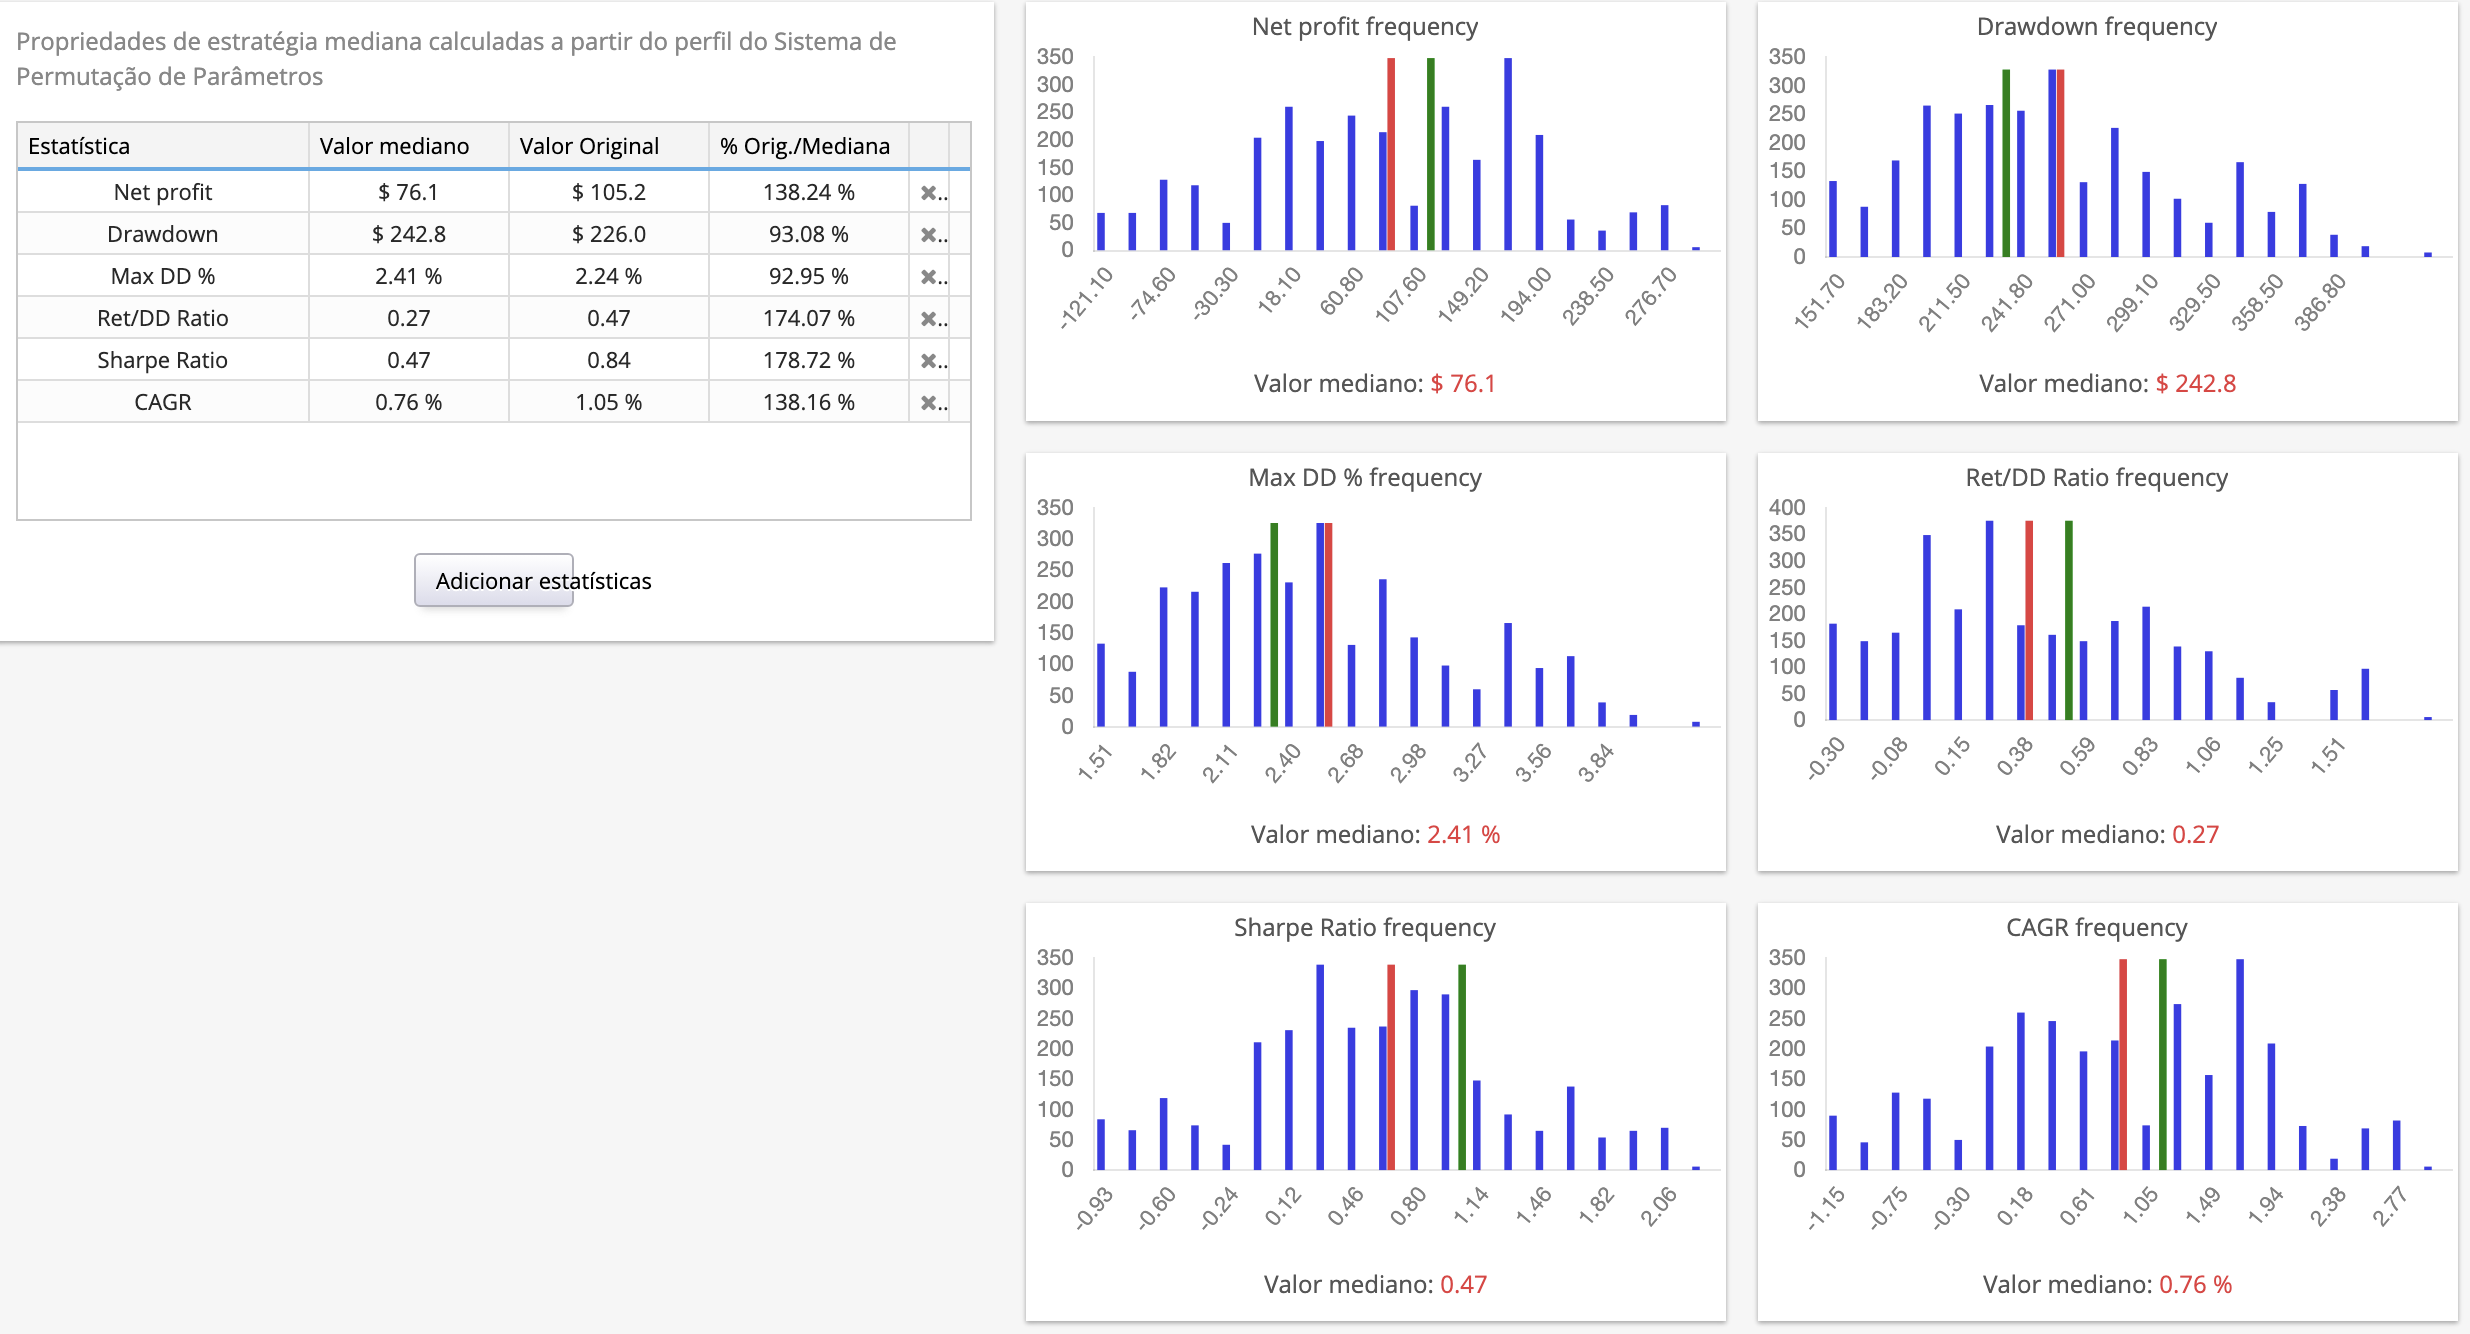 Propriedades de estratégia mediana calculadas a partir do perfil do Sistema de
Permutação de Parâmetros
Estatística Valor mediano Valor Original % Orig./Mediana
Net profit $ 76.1 $ 105.2 138.24 %
Drawdown $ 242.8 $ 226.0 93.08 %
Max DD % 2.41 % 2.24 % 92.95 %
Ret/DD Ratio 0.27 0.47 174.07 %
Sharpe Ratio 0.47 0.84 178.72 %
CAGR 0.76 % 1.05 % 138.16 %
Adicionar estatísticas
Net profit frequency
350
300
250
200
150
100
50
0
-121.10 -74.60 -30.30 18.10 60.80 107.60 149.20 194.00 238.50 276.70
Valor mediano: $ 76.1
Drawdown frequency
350
300
250
200
150
100
50
0
151.70 183.20 211.50 241.80 271.00 299.10 329.50 358.50 386.80
Valor mediano: $ 242.8
Max DD % frequency
350
300
250
200
150
100
50
0
1.51 1.82 2.11 2.40 2.68 2.98 3.27 3.56 3.84
Valor mediano: 2.41 %
Ret/DD Ratio frequency
400
350
300
250
200
150
100
50
0
-0.30 -0.08 0.15 0.38 0.59 0.83 1.06 1.25 1.51
Valor mediano: 0.27
Sharpe Ratio frequency
350
300
250
200
150
100
50
0
-0.93 -0.60 -0.24 0.12 0.46 0.80 1.14 1.46 1.82 2.06
Valor mediano: 0.47
CAGR frequency
350
300
250
200
150
100
50
0
-1.15 -0.75 -0.30 0.18 0.61 1.05 1.49 1.94 2.38 2.77
Valor mediano: 0.76 %